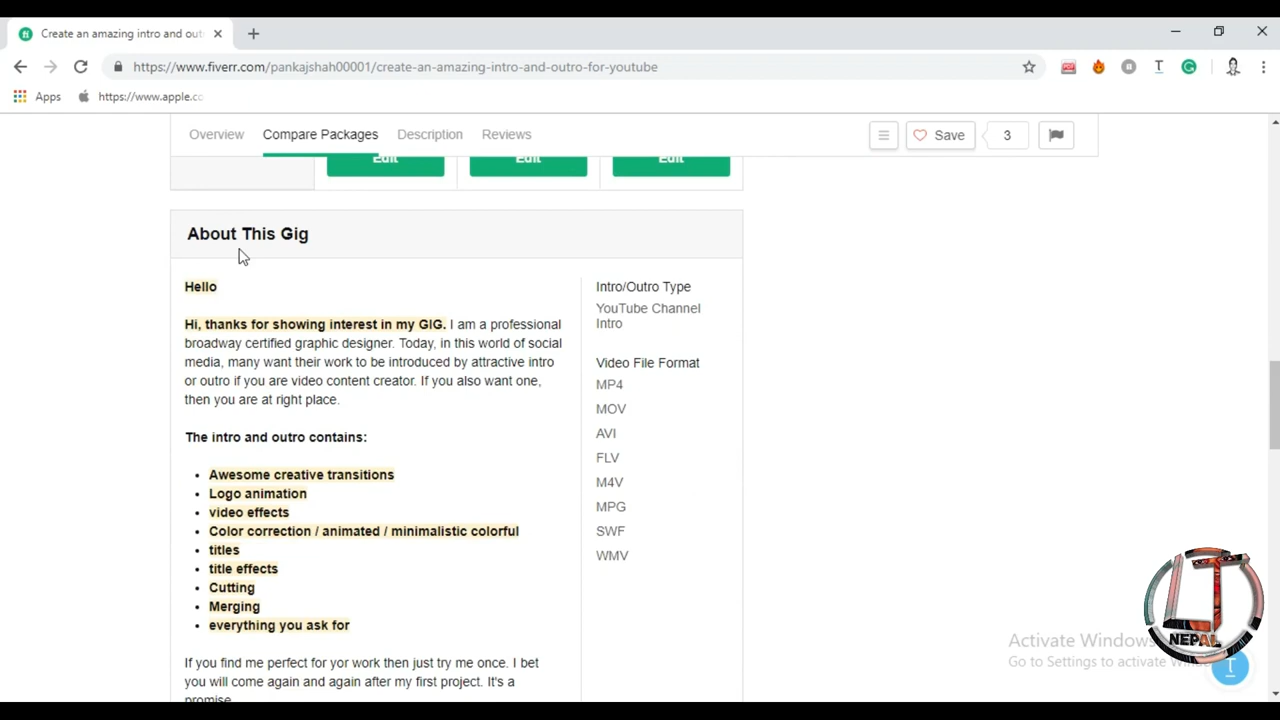 Create an amazing intro and out
https://www.fiverr.com/pankajshah00001/create-an-amazing-intro-and-outro-for-youtube
Apps
https://www.apple.co
Overview
Compare Packages
Description
Reviews
Save
3
Edit
Edit
Edit
About This Gig
Hello
Hi, thanks for showing interest in my GIG. I am a professional
broadway certified graphic designer. Today, in this world of social
media, many want their work to be introduced by attractive intro
or outro if you are video content creator. If you also want one,
then you are at right place.
The intro and outro contains:
• Awesome creative transitions
• Logo animation
• video effects
• Color correction / animated / minimalistic colorful
• titles
• title effects
• Cutting
• Merging
• everything you ask for
If you find me perfect for yor work then just try me once. I bet
you will come again and again after my first project. It's a
promise
Intro/Outro Type
YouTube Channel
Intro
Video File Format
MP4
MOV
AVI
FLV
M4V
MPG
SWF
WMV
LT
NEPAL
Activate Windows
Go to Settings to activate